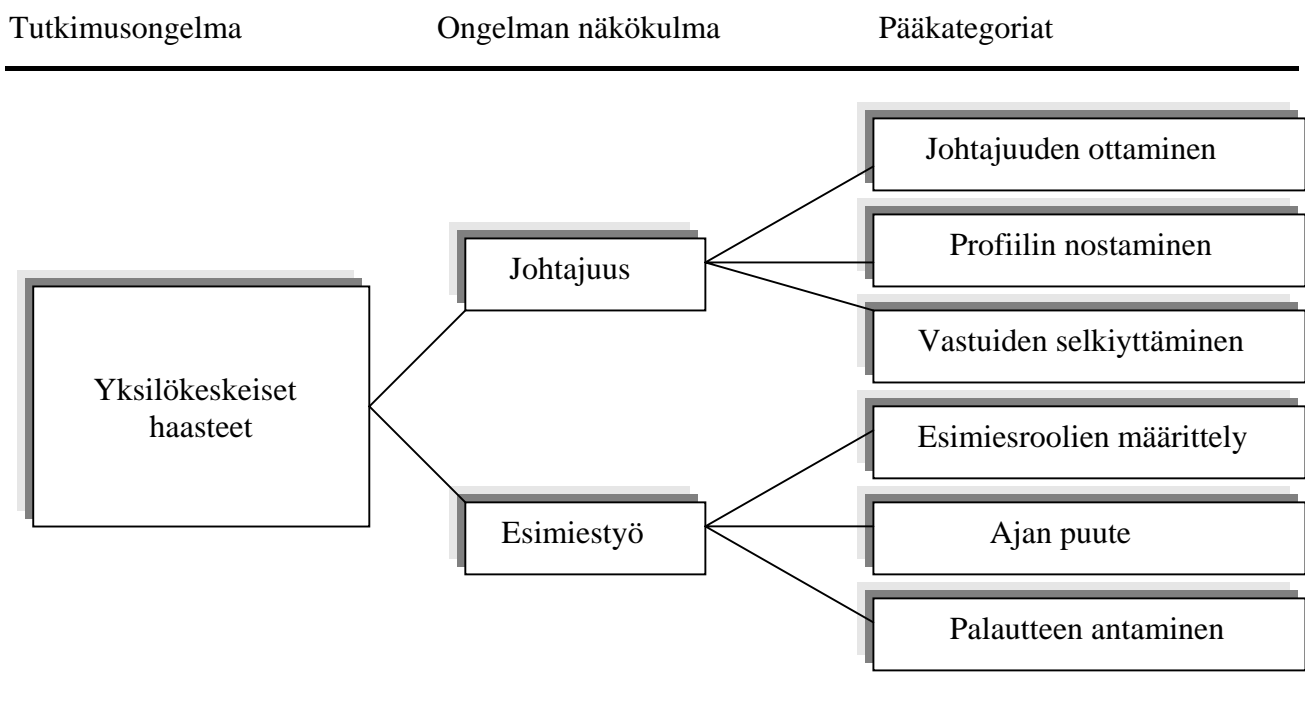 Tutkimusongelma
Ongelman näkökulma
Pääkategoriat
Johtajuuden ottaminen
Profiilin nostaminen
Johtajuus
Vastuiden selkiyttäminen
Yksilökeskeiset
haasteet
Esimiesroolien määrittely
Esimiestyö
Ajan puute
Palautteen antaminen